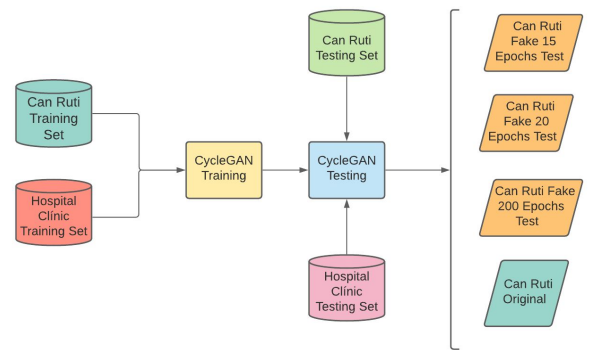 Can Ruti
Training
Set
Hospital
Clínic
Training Set
CycleGAN
Training
Can Ruti
Testing Set
CycleGAN
Testing
Hospital
Clínic
Testing Set
Can Ruti
Fake 15
Epochs Test
Can Ruti
Fake 20
Epochs Test
Can Ruti Fake
200 Epochs
Test
Can Ruti
Original